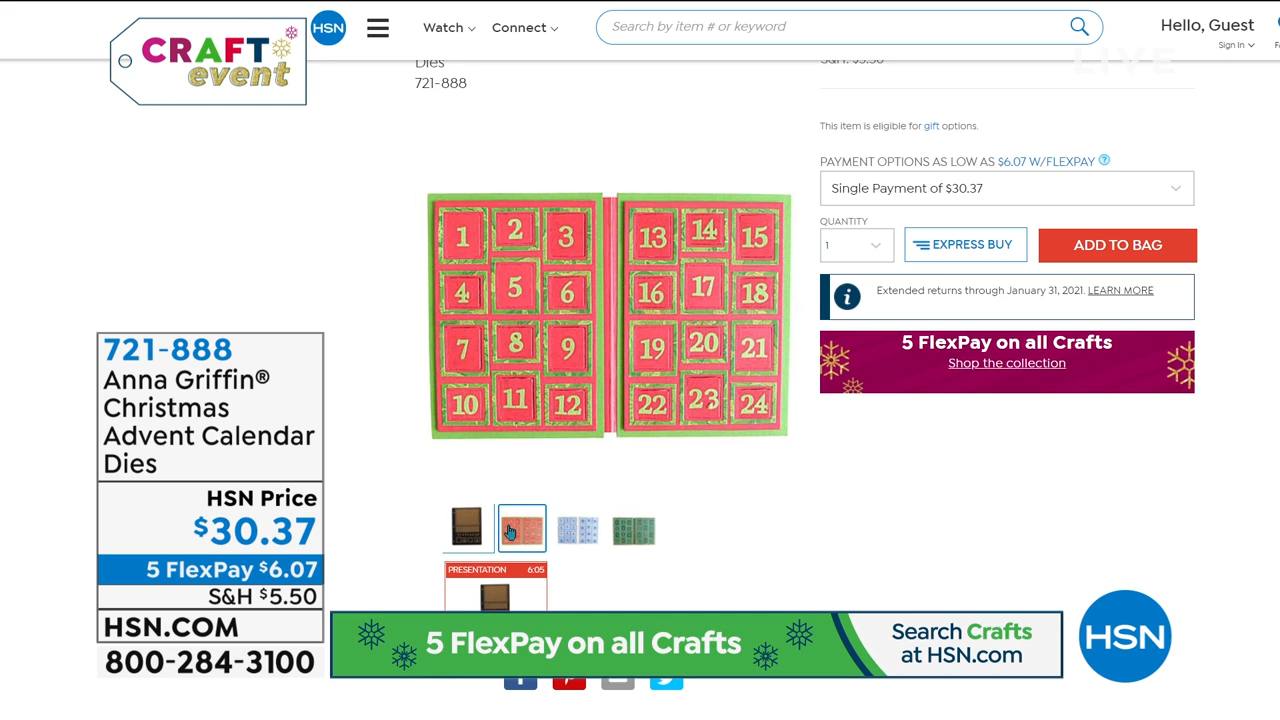 CRAFT
event
HSN
Watch
Connect
Search by item # or keyword
Hello, Guest
Sign In
LIVE
Dies
721-888
S&H: $5.50
This item is eligible for gift options.
PAYMENT OPTIONS AS LOW AS $6.07 W/FLEXPAY ?
Single Payment of $30.37
QUANTITY
1
EXPRESS BUY
ADD TO BAG
Extended returns through January 31, 2021. LEARN MORE
5 FlexPay on all Crafts
Shop the collection
1 2 3 13 14 15
4 5 6 16 17 18
7 8 9 19 20 21
10 11 12 22 23 24
721-888
Anna Griffin®
Christmas
Advent Calendar
Dies
HSN Price
$30.37
5 FlexPay $6.07
S&H $5.50
HSN.COM
800-284-3100
PRESENTATION 6:05
5 FlexPay on all Crafts
Search Crafts
at HSN.com
HSN